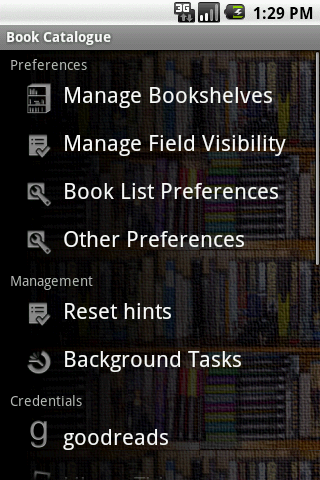 3G
1:29 PM
Book Catalogue
Preferences
Manage Bookshelves
Manage Field Visibility
Book List Preferences
Other Preferences
Management
Reset hints
Background Tasks
Credentials
g
goodreads